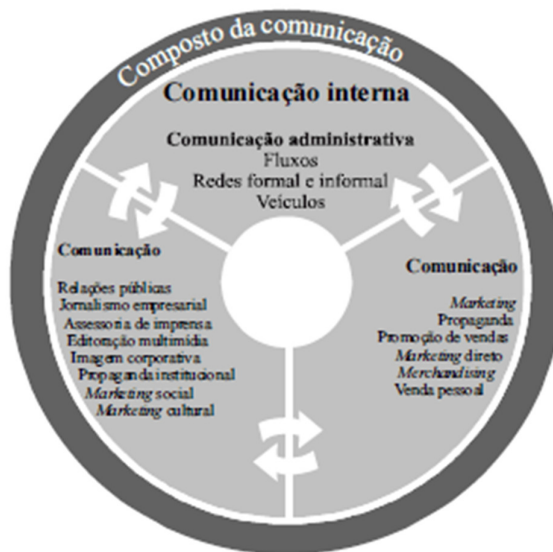 Composto da comunicação
Comunicação interna
Comunicação administrativa
Fluxos
Redes formal e informal
Veículos
Comunicação
Relações públicas
Jornalismo empresarial
Assessoria de imprensa
Editoração multimídia
Imagem corporativa
Propaganda institucional
Marketing social
Marketing cultural
Comunicação
Marketing
Propaganda
Promoção de vendas
Marketing direto
Merchandising
Venda pessoal